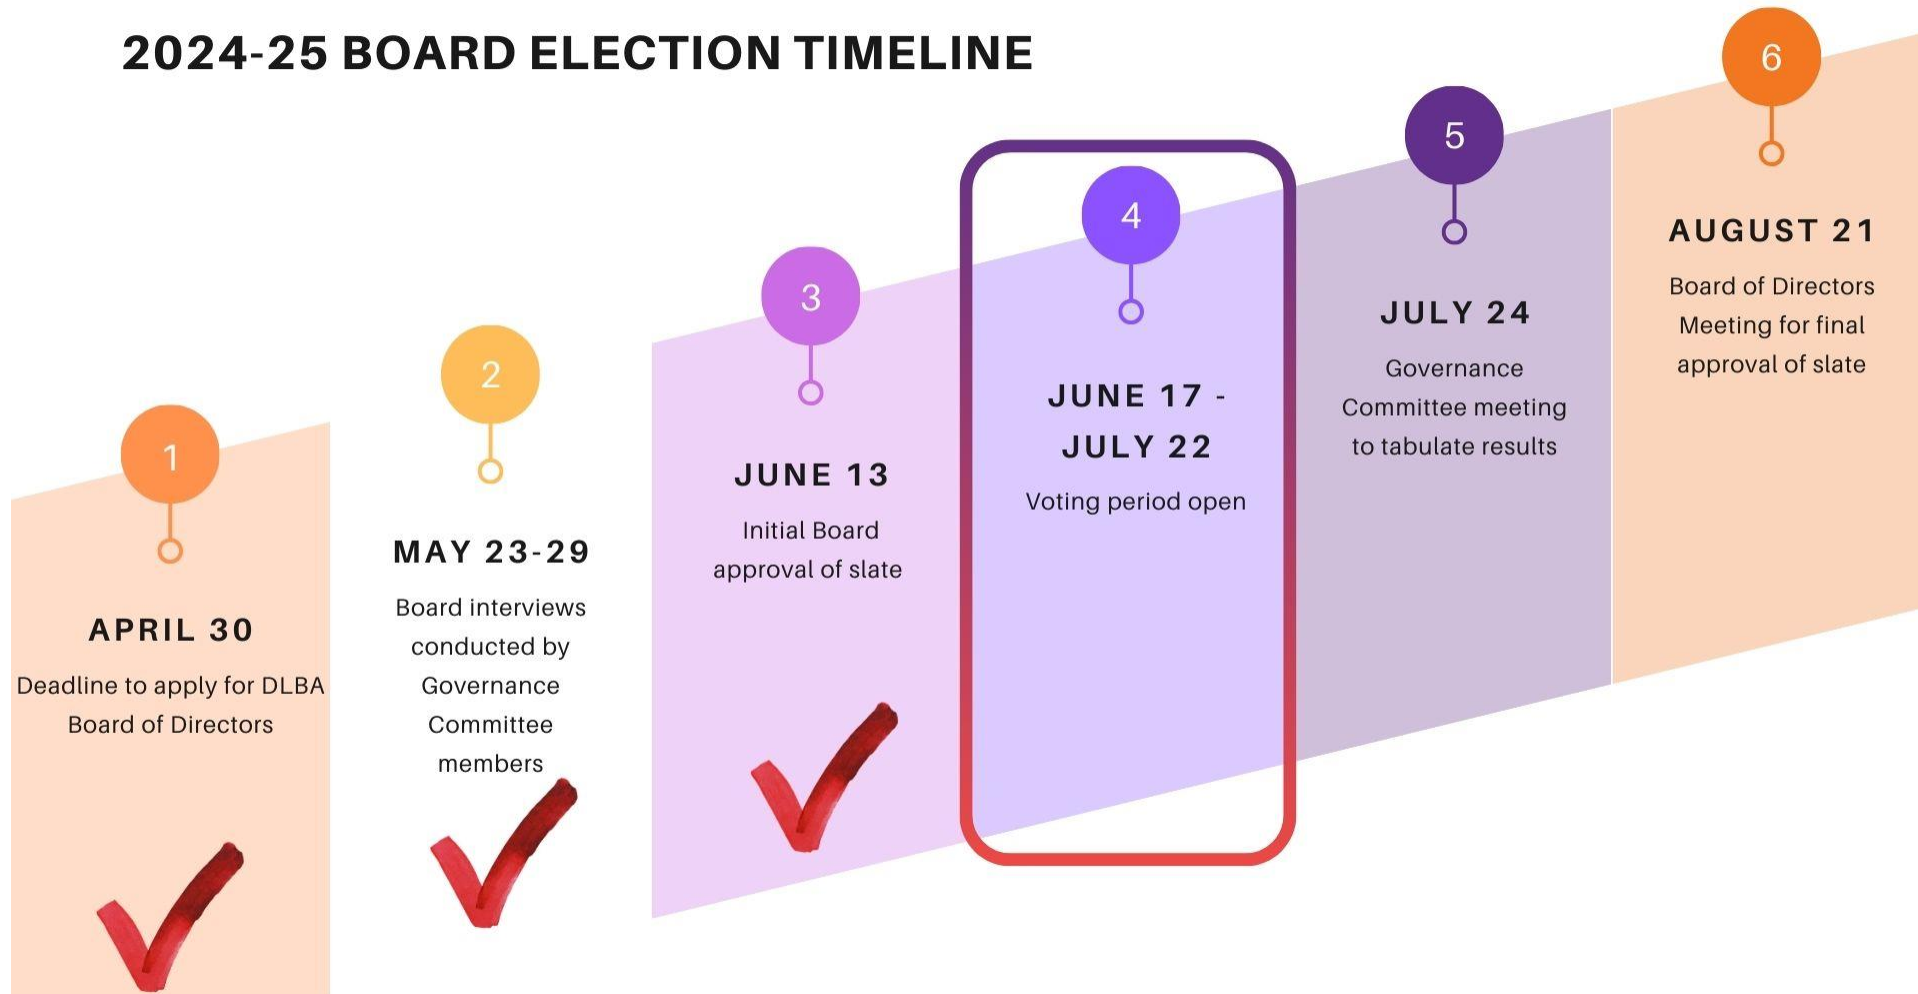 2024-25 BOARD ELECTION TIMELINE
1
APRIL 30
Deadline to apply for DLBA
Board of Directors
2
MAY 23-29
Board interviews
conducted by
Governance
Committee
members
3
JUNE 13
Initial Board
approval of slate
4
JUNE 17 -
JULY 22
Voting period open
5
JULY 24
Governance
Committee meeting
to tabulate results
6
AUGUST 21
Board of Directors
Meeting for final
approval of slate